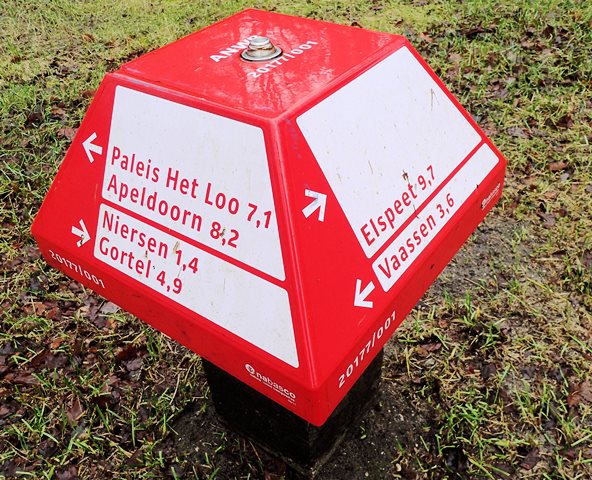 ANWB
20177/001
Paleis Het Loo 7,1
Apeldoorn 8,2
Niersen 1,4
Gortel 4,9
20177/001
nabasco
Elspeet 9,7
Vaassen 3,6
20177/001